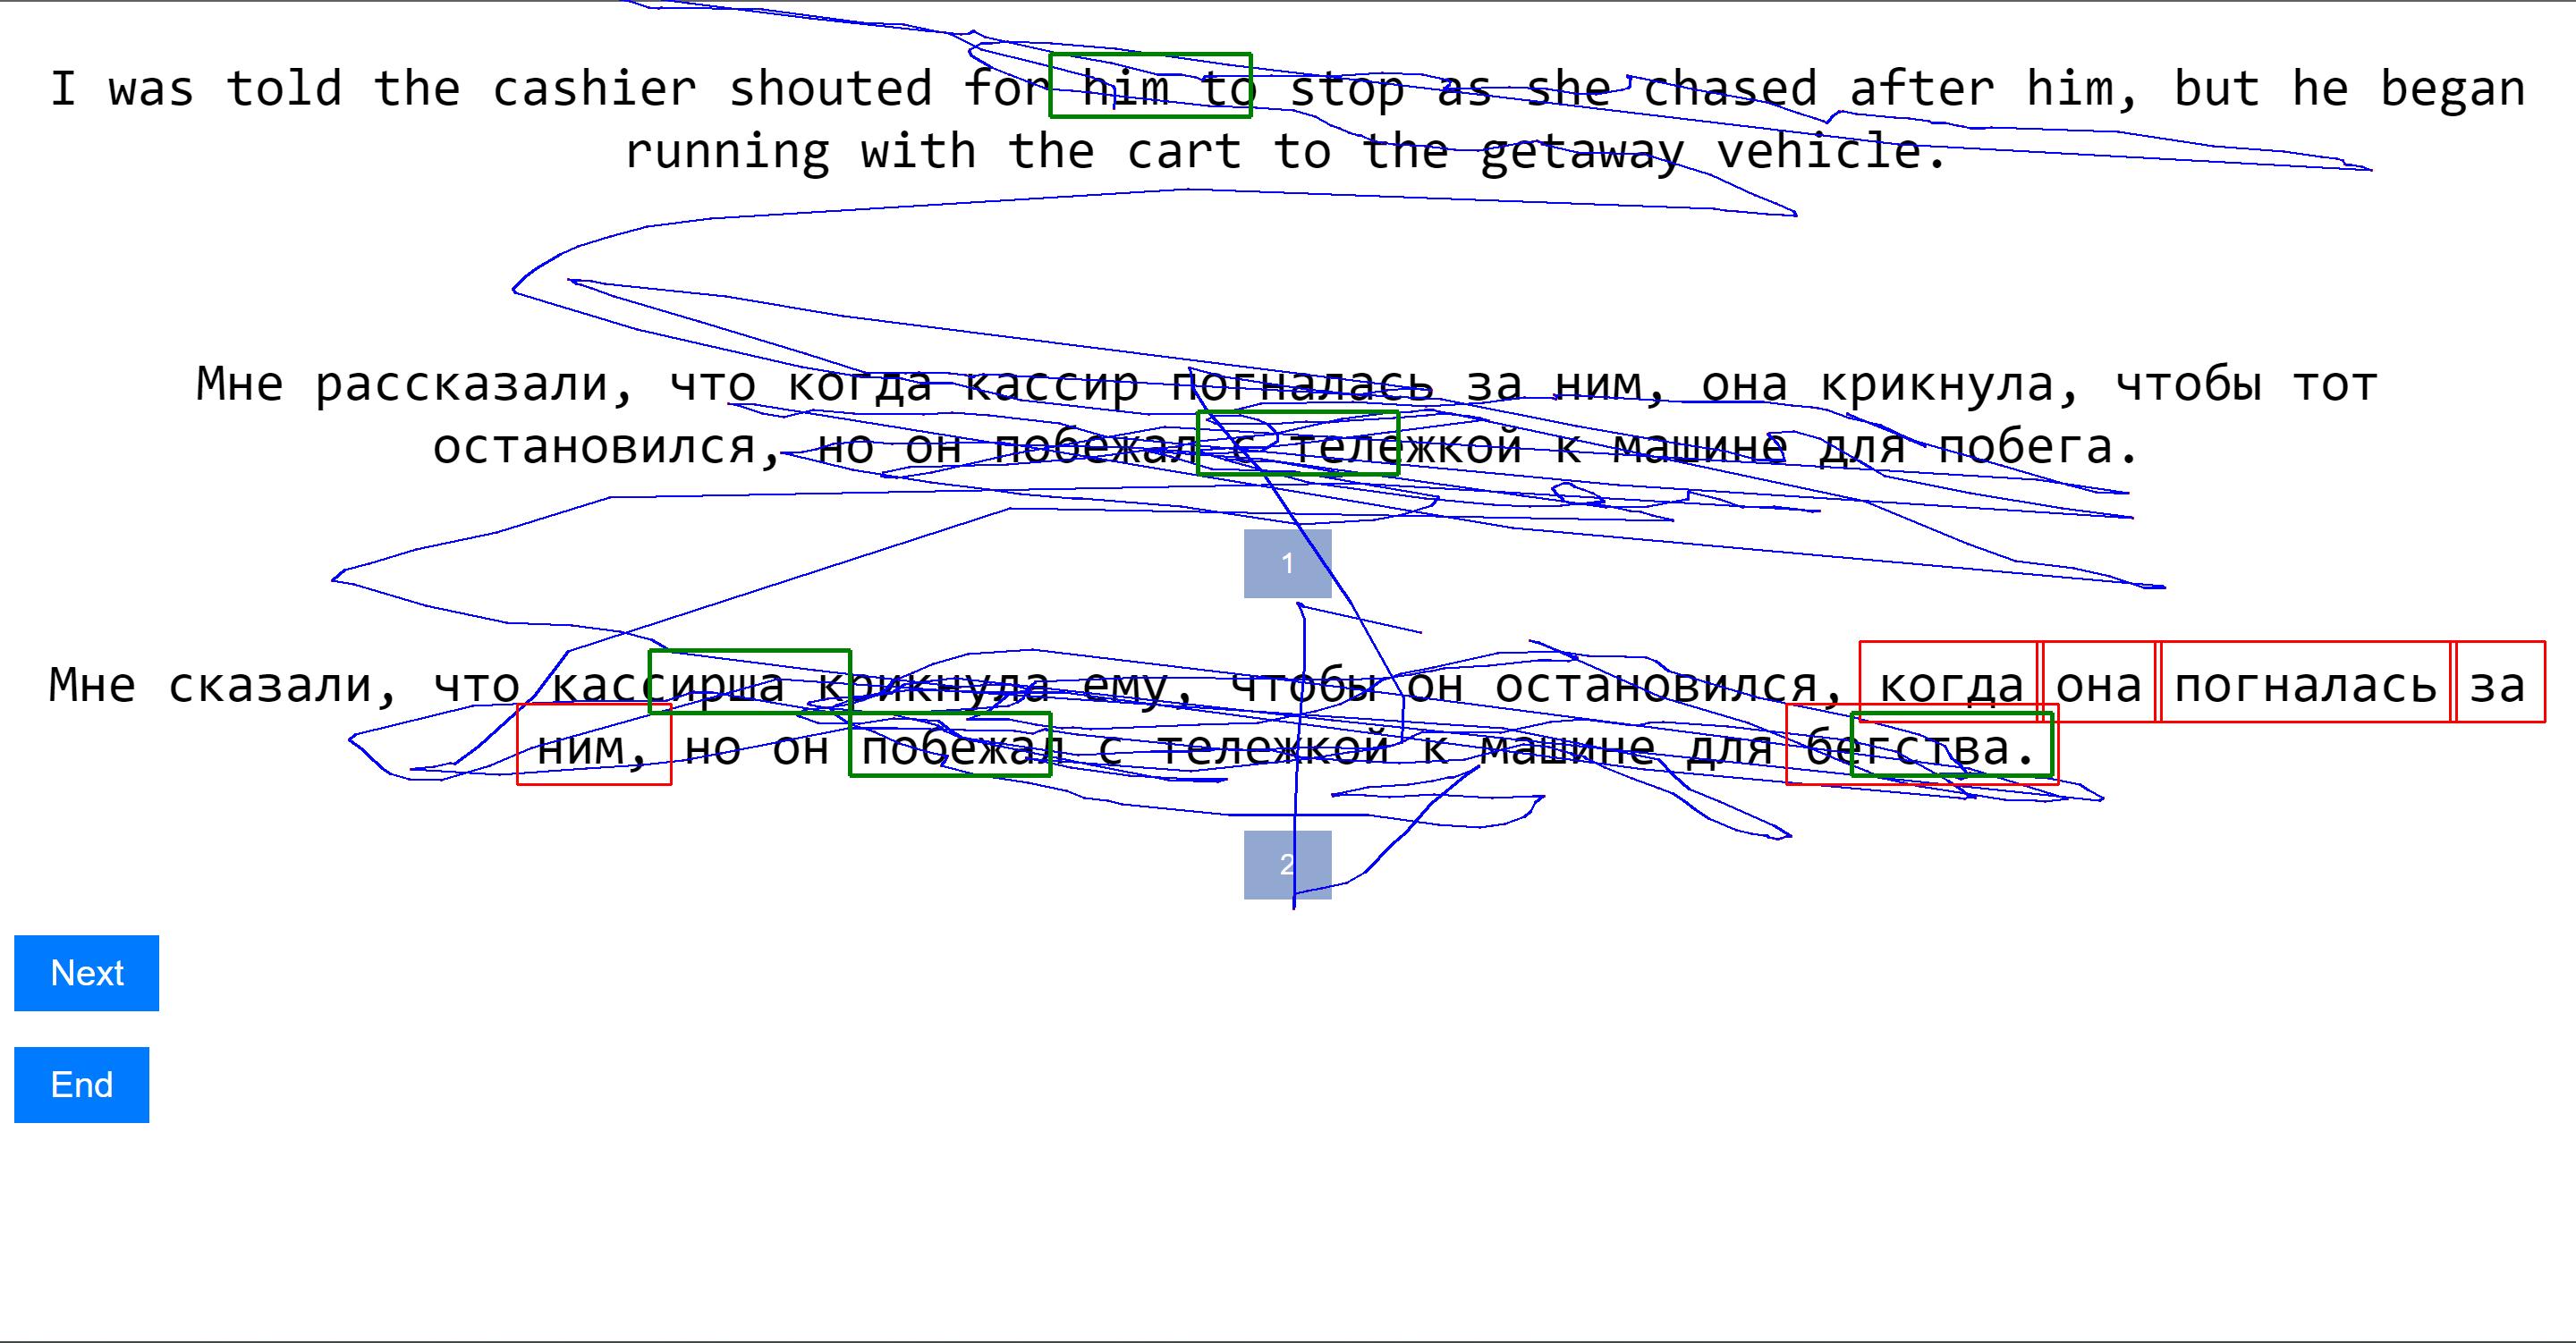 I was told the cashier shouted for him to stop as she chased after him, but he began
running with the cart to the getaway vehicle.
Мне рассказали, что когда кассир погналась за ним, она крикнула, чтобы тот
остановился, но он побежал с тележкой к машине для побега.
1
Мне сказали, что кассирша крикнула ему, чтобы он остановился, когда она погналась за
ним, но он побежал с тележкой к машине для бегства.
2
Next
End